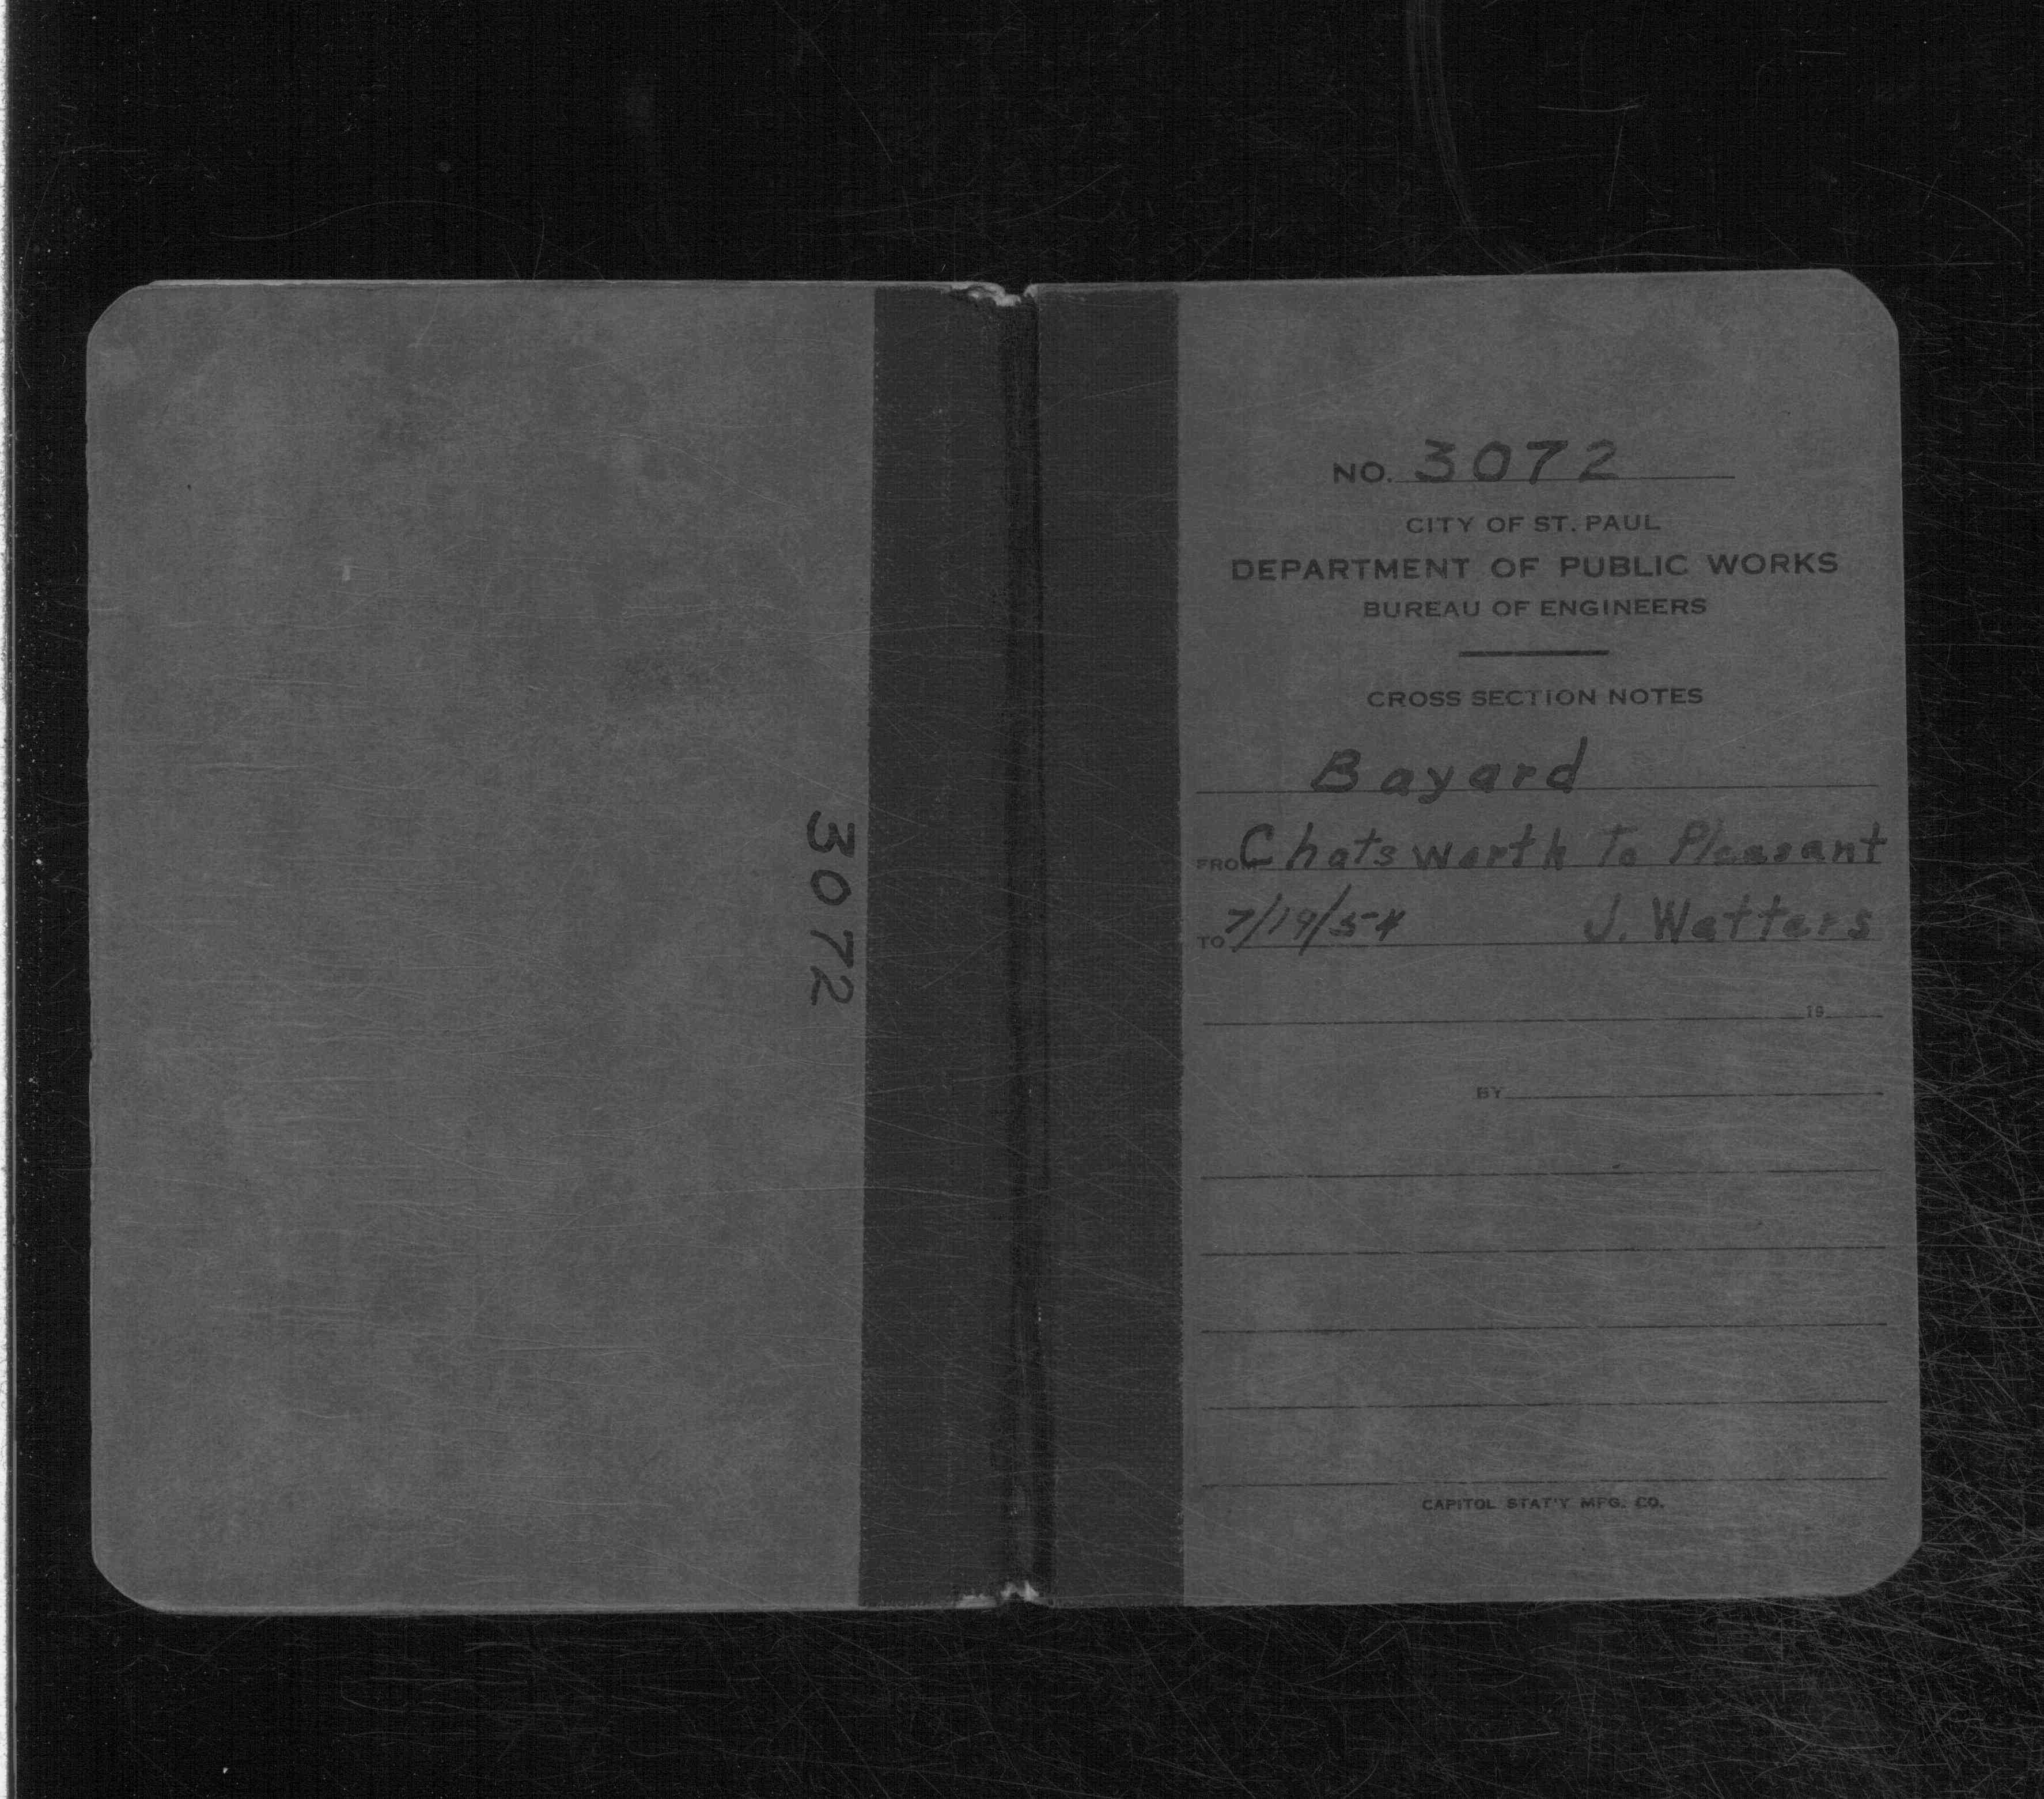 3072
NO. 3072
CITY OF ST. PAUL
DEPARTMENT OF PUBLIC WORKS
BUREAU OF ENGINEERS
CROSS SECTION NOTES
Bayard
FROM Chatsworth To Pleasant
TO 7/19/54 J. Watters
19
BY
CAPITOL STAT'Y MFG. CO.